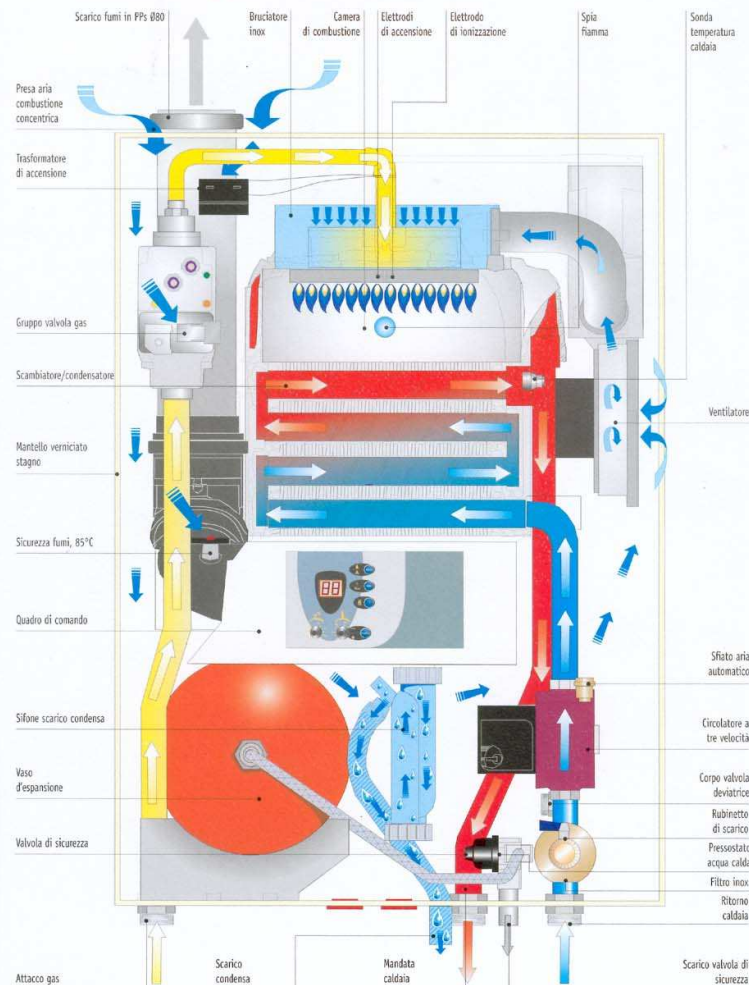 Scarico fumi in PPs Ø80
Bruciatore
inox
Camera
di combustione
Elettrodi
di accensione
Elettrodo
di ionizzazione
Spia
fiamma
Sonda
temperatura
caldaia
Presa aria
combustione
concentrica
Trasformatore
di accensione
Gruppo valvola gas
Scambiatore/condensatore
Mantello verniciato
stagno
Sicurezza fumi, 85°C
Quadro di comando
Sifone scarico condensa
Vaso
d'espansione
Valvola di sicurezza
Attacco gas
88
Ventilatore
Sfiato aria
automatico
Circolatore a
tre velocità
Corpo valvola
deviatrice
Rubinetto
di scarico
Pressostato
acqua calda
Filtro inox
Ritorno
caldaia
Scarico
condensa
Mandata
caldaia
Scarico valvola di
sicurezza